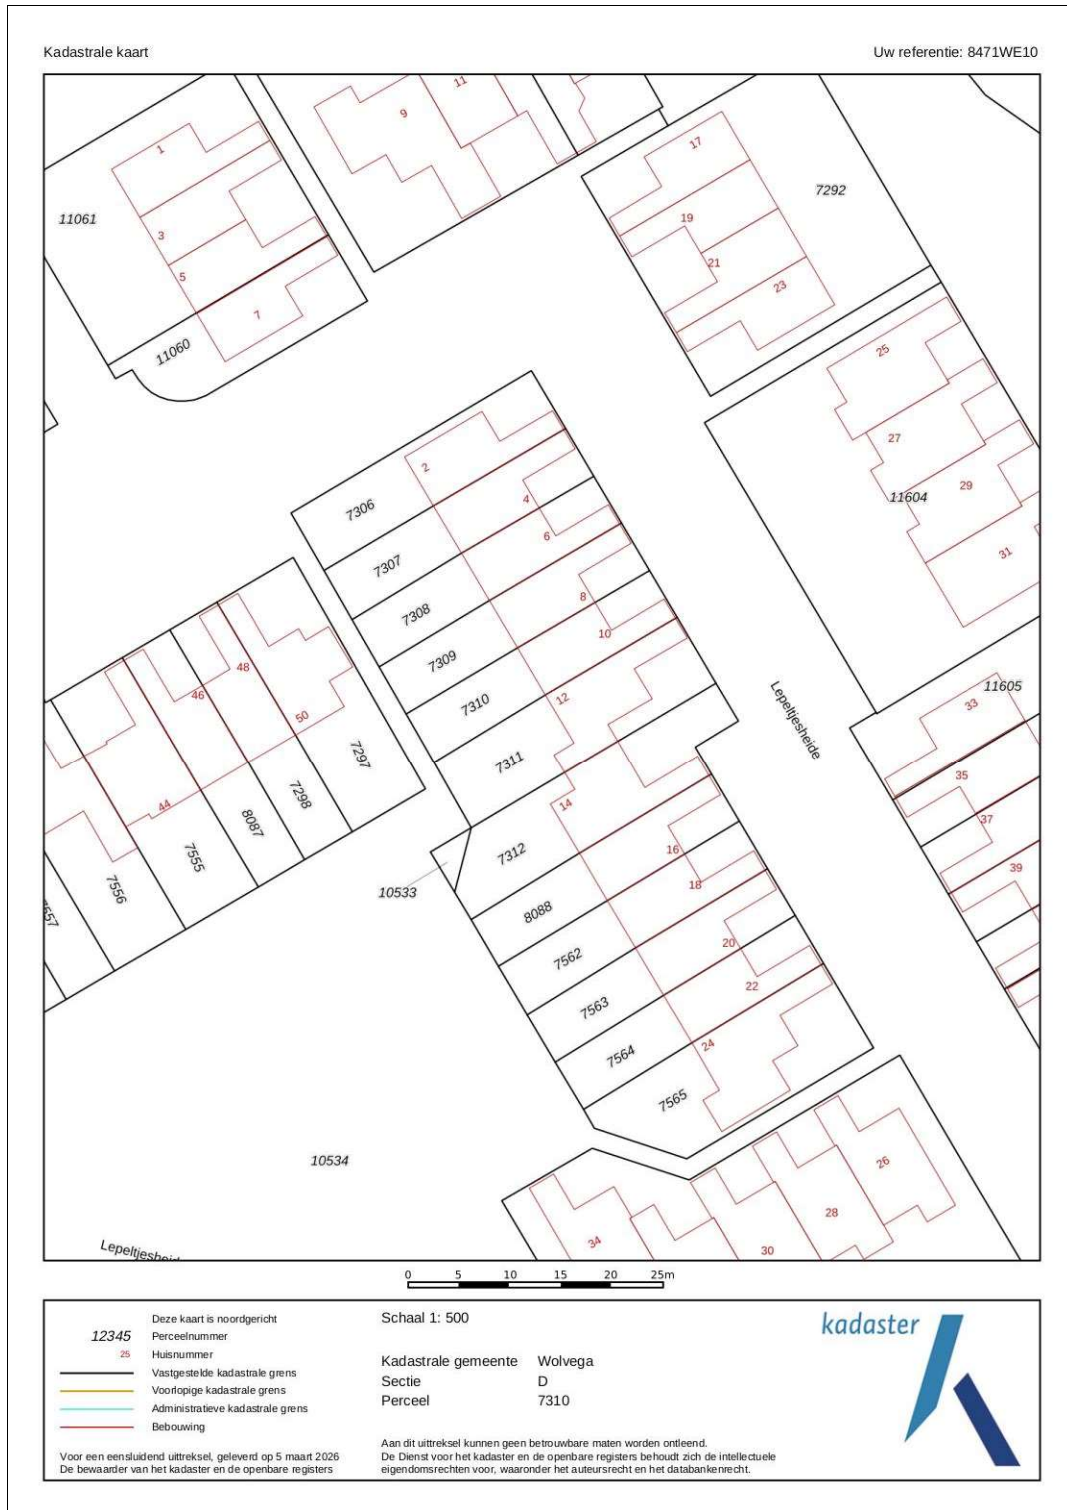 Kadastrale kaart
Uw referentie: 8471WE10
1
9
11
17
11061
3
19
7292
5
21
7
23
11060
25
27
2
4
29
11604
7306
6
31
7307
8
7308
10
7309
48
46
12
7310
50
Lepeltjesheide
11605
33
7311
7297
35
44
14
7298
8087
37
16
7312
7555
39
18
7556
10533
8088
557
20
7562
22
7563
24
7564
7565
10534
26
28
34
30
Lepeltjesheid
0 5 10 15 20 25m
Deze kaart is noordgericht
12345 Perceelnummer
25 Huisnummer
Vastgestelde kadastrale grens
Voorlopige kadastrale grens
Administratieve kadastrale grens
Bebouwing
Voor een eensluidend uittreksel, geleverd op 5 maart 2026
De bewaarder van het kadaster en de openbare registers
Schaal 1: 500
Kadastrale gemeente Wolvega
Sectie D
Perceel 7310
Aan dit uittreksel kunnen geen betrouwbare maten worden ontleend.
De Dienst voor het kadaster en de openbare registers behoudt zich de intellectuele
eigendomsrechten voor, waaronder het auteursrecht en het databankenrecht.
kadaster